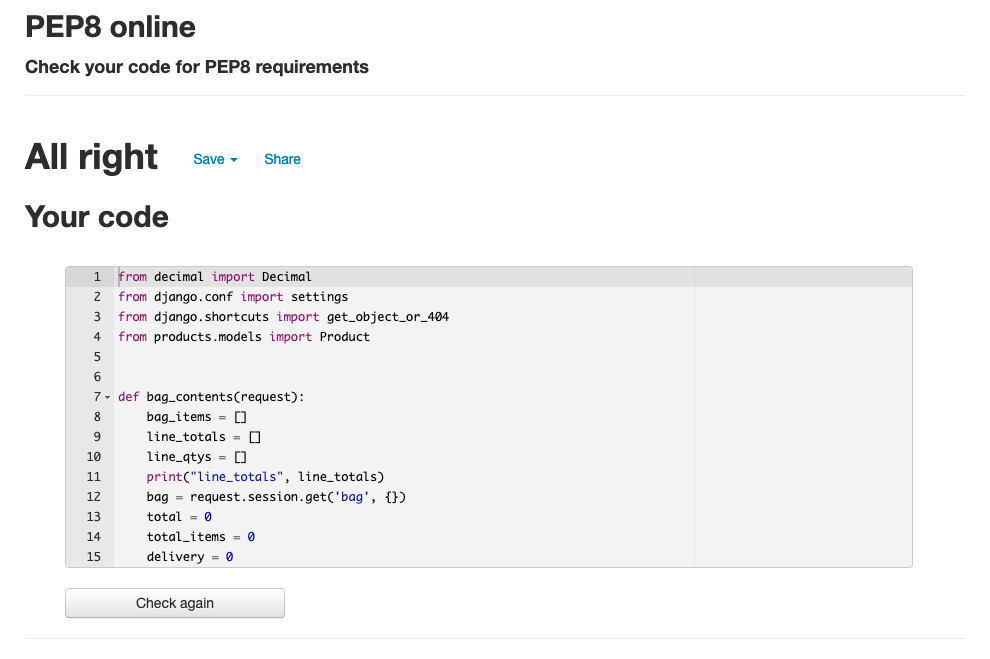 PEP8 online
Check your code for PEP8 requirements
All right Save Share
Your code
1 from decimal import Decimal
2 from django.conf import settings
3 from django.shortcuts import get_object_or_404
4 from products.models import Product
5
6
7 def bag_contents(request):
8     bag_items = []
9     line_totals = []
10     line_qtys = []
11     print("line_totals", line_totals)
12     bag = request.session.get('bag', {})
13     total = 0
14     total_items = 0
15     delivery = 0
Check again